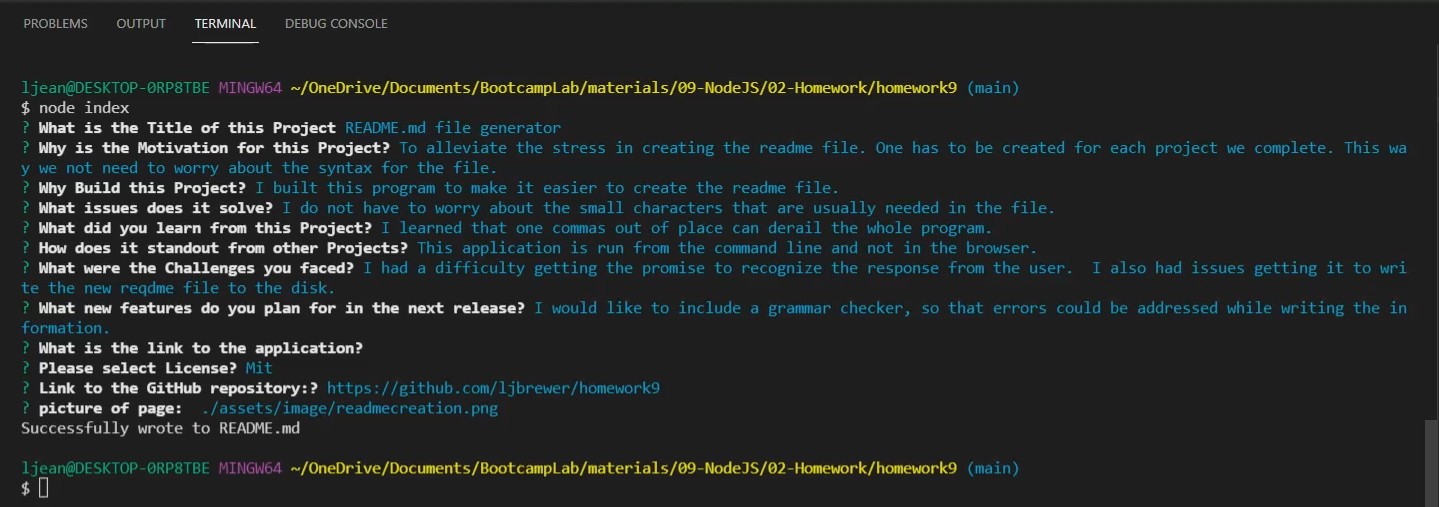 PROBLEMS OUTPUT TERMINAL DEBUG CONSOLE
ljean@DESKTOP-0RP8TBE MINGW64 ~/OneDrive/Documents/BootcampLab/materials/09-NodeJS/02-Homework/homework9 (main)
$ node index
? What is the Title of this Project README.md file generator
? Why is the Motivation for this Project? To alleviate the stress in creating the readme file. One has to be created for each project we complete. This wa
y we not need to worry about the syntax for the file.
? Why Build this Project? I built this program to make it easier to create the readme file.
? What issues does it solve? I do not have to worry about the small characters that are usually needed in the file.
? What did you learn from this Project? I learned that one commas out of place can derail the whole program.
? How does it standout from other Projects? This application is run from the command line and not in the browser.
? What were the Challenges you faced? I had a difficulty getting the promise to recognize the response from the user.  I also had issues getting it to wri
te the new reqdme file to the disk.
? What new features do you plan for in the next release? I would like to include a grammar checker, so that errors could be addressed while writing the in
formation.
? What is the link to the application?
? Please select License? Mit
? Link to the GitHub repository:? https://github.com/ljbrewer/homework9
? picture of page:  ./assets/image/readmecreation.png
Successfully wrote to README.md
ljean@DESKTOP-0RP8TBE MINGW64 ~/OneDrive/Documents/BootcampLab/materials/09-NodeJS/02-Homework/homework9 (main)
$